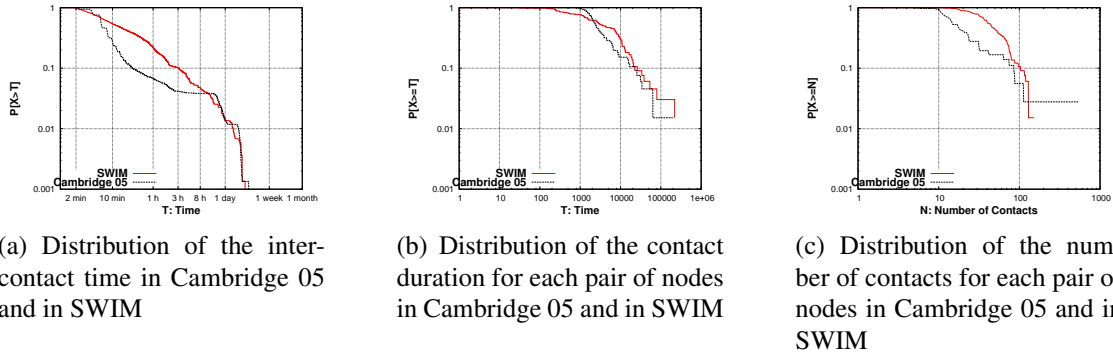 1
0.1
0.01
0.001
P[X>T]
SWIM
Cambridge 05
2 min 10 min 1 h 3 h 8 h 1 day 1 week 1 month
T: Time
1
0.1
0.01
0.001
P[X>=T]
SWIM
Cambridge 05
1 10 100 1000 10000 100000 1e+06
T: Time
1
0.1
0.01
0.001
P[X>=N]
SWIM
Cambridge 05
1 10 100 1000
N: Number of Contacts
(a) Distribution of the inter-
contact time in Cambridge 05
and in SWIM
(b) Distribution of the contact
duration for each pair of nodes
in Cambridge 05 and in SWIM
(c) Distribution of the num
ber of contacts for each pair o
nodes in Cambridge 05 and i
SWIM